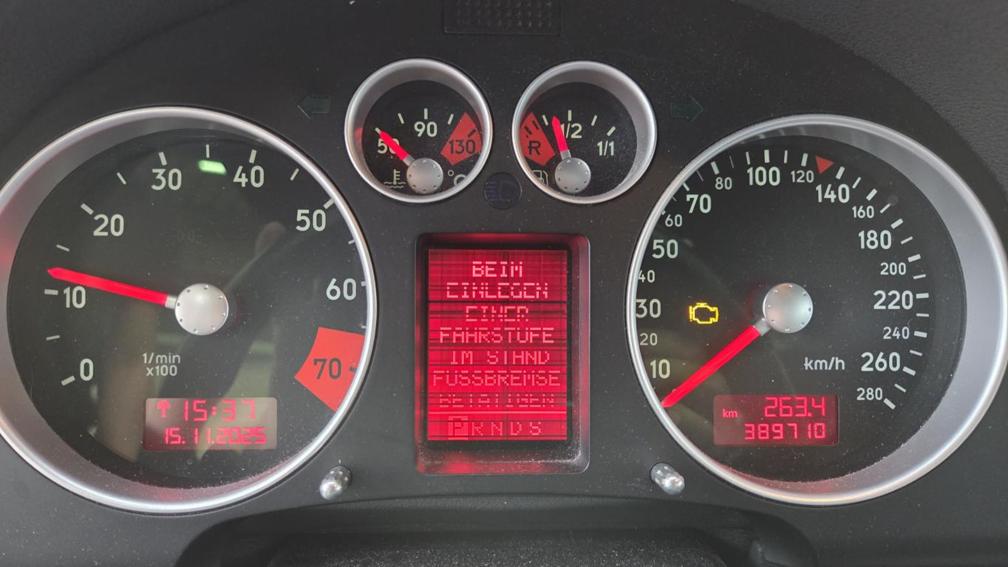 50 90 130
°C
R 1/2 1/1
0 10 20 30 40 50 60 70
1/min
x100
15:37
15.11.2025
BEIM
EINLEGEN
EINER
FAHRSTUFE
IM STAND
FUSSBREMSE
BETÄTIGEN
PRNDS
10 20 30 40 50 60 70 80 100 120 140 160 180 200 220 240 260 280
km/h
km 263.4
389710